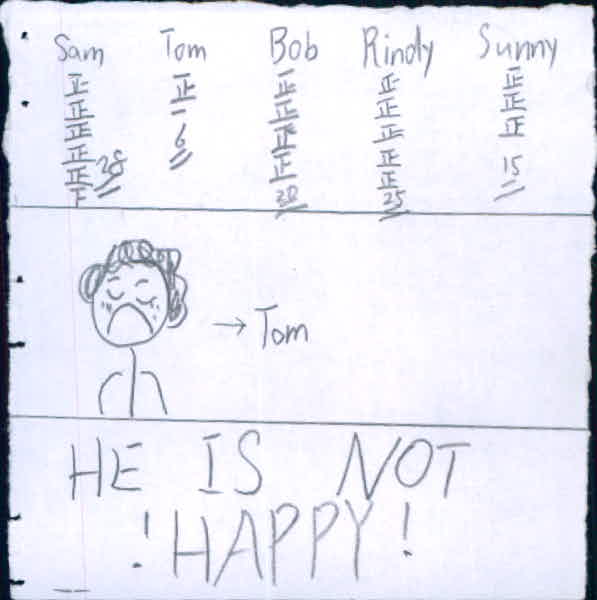 Sam Tom Bob Rindy Sunny
正 正 正 正 正
正 一 正 正 正
正 6 正 正 正
正 28 正 正 15
正 正
下 20 25
→ Tom
HE IS NOT
!HAPPY!